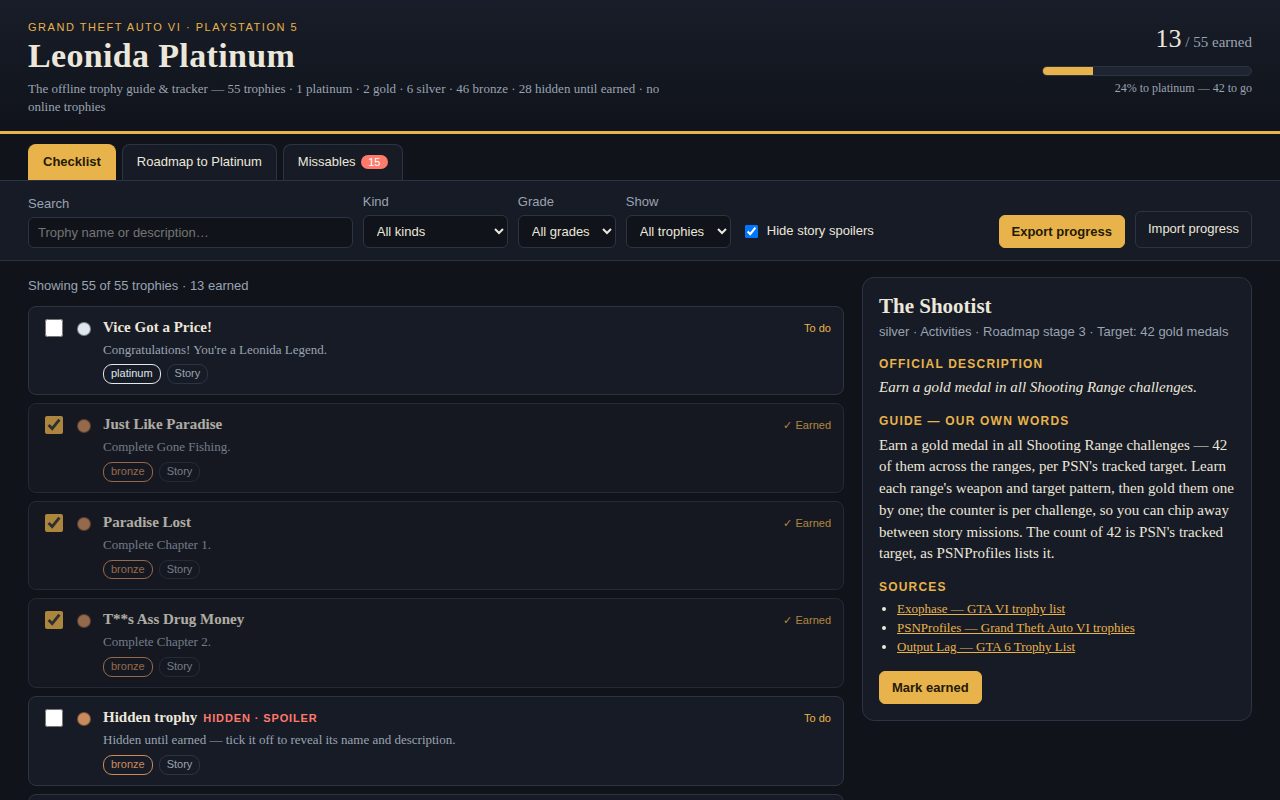 GRAND THEFT AUTO VI · PLAYSTATION 5
Leonida Platinum
The offline trophy guide & tracker — 55 trophies · 1 platinum · 2 gold · 6 silver · 46 bronze · 28 hidden until earned · no
online trophies
13 / 55 earned
24% to platinum — 42 to go
Checklist
Roadmap to Platinum
Missables 15
Search
Trophy name or description…
Kind
All kinds
Grade
All grades
Show
All trophies
Hide story spoilers
Export progress
Import progress
Showing 55 of 55 trophies · 13 earned
Vice Got a Price!
To do
Congratulations! You're a Leonida Legend.
platinum Story
Just Like Paradise
✓ Earned
Complete Gone Fishing.
bronze Story
Paradise Lost
✓ Earned
Complete Chapter 1.
bronze Story
T**s Ass Drug Money
✓ Earned
Complete Chapter 2.
bronze Story
Hidden trophy HIDDEN · SPOILER
To do
Hidden until earned — tick it off to reveal its name and description.
bronze Story
The Shootist
silver · Activities · Roadmap stage 3 · Target: 42 gold medals
OFFICIAL DESCRIPTION
Earn a gold medal in all Shooting Range challenges.
GUIDE — OUR OWN WORDS
Earn a gold medal in all Shooting Range challenges — 42
of them across the ranges, per PSN's tracked target. Learn
each range's weapon and target pattern, then gold them one
by one; the counter is per challenge, so you can chip away
between story missions. The count of 42 is PSN's tracked
target, as PSNProfiles lists it.
SOURCES
Exophase — GTA VI trophy list
PSNProfiles — Grand Theft Auto VI trophies
Output Lag — GTA 6 Trophy List
Mark earned